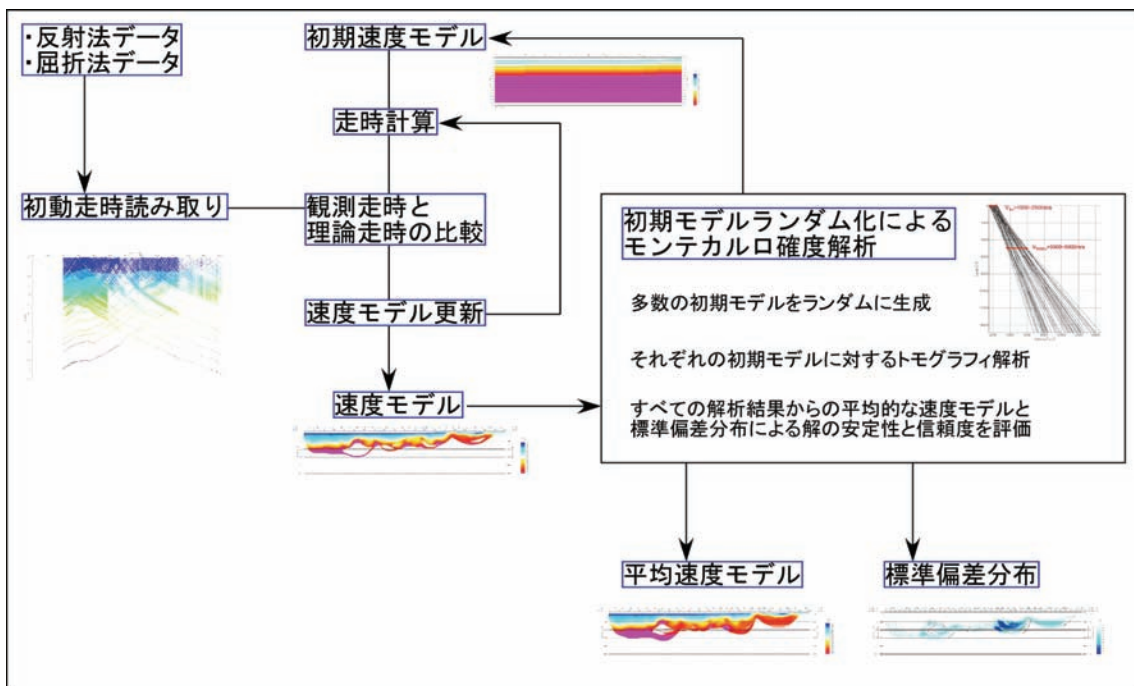 ・反射法データ
・屈折法データ
初期速度モデル
走時計算
初動走時読み取り
観測走時と
理論走時の比較
速度モデル更新
速度モデル
初期モデルランダム化による
モンテカルロ確度解析
多数の初期モデルをランダムに生成
それぞれの初期モデルに対するトモグラフィ解析
すべての解析結果からの平均的な速度モデルと
標準偏差分布による解の安定性と信頼度を評価
平均速度モデル
標準偏差分布